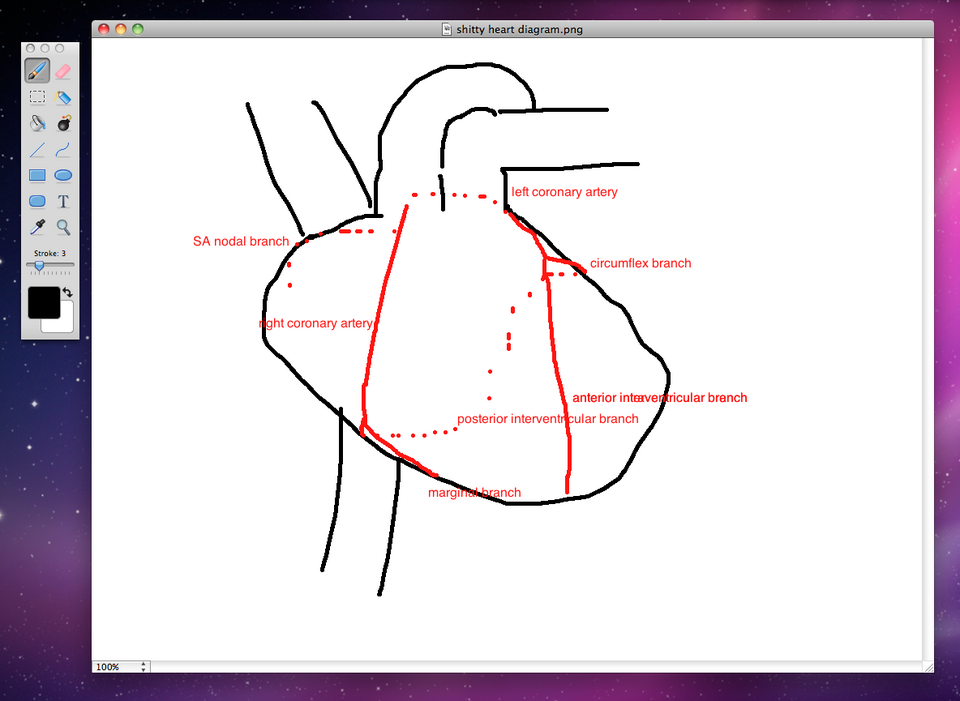 shitty heart diagram.png
left coronary artery
SA nodal branch
circumflex branch
Stroke: 3
right coronary artery
anterior interventricular branch
posterior interventricular branch
marginal branch
100%